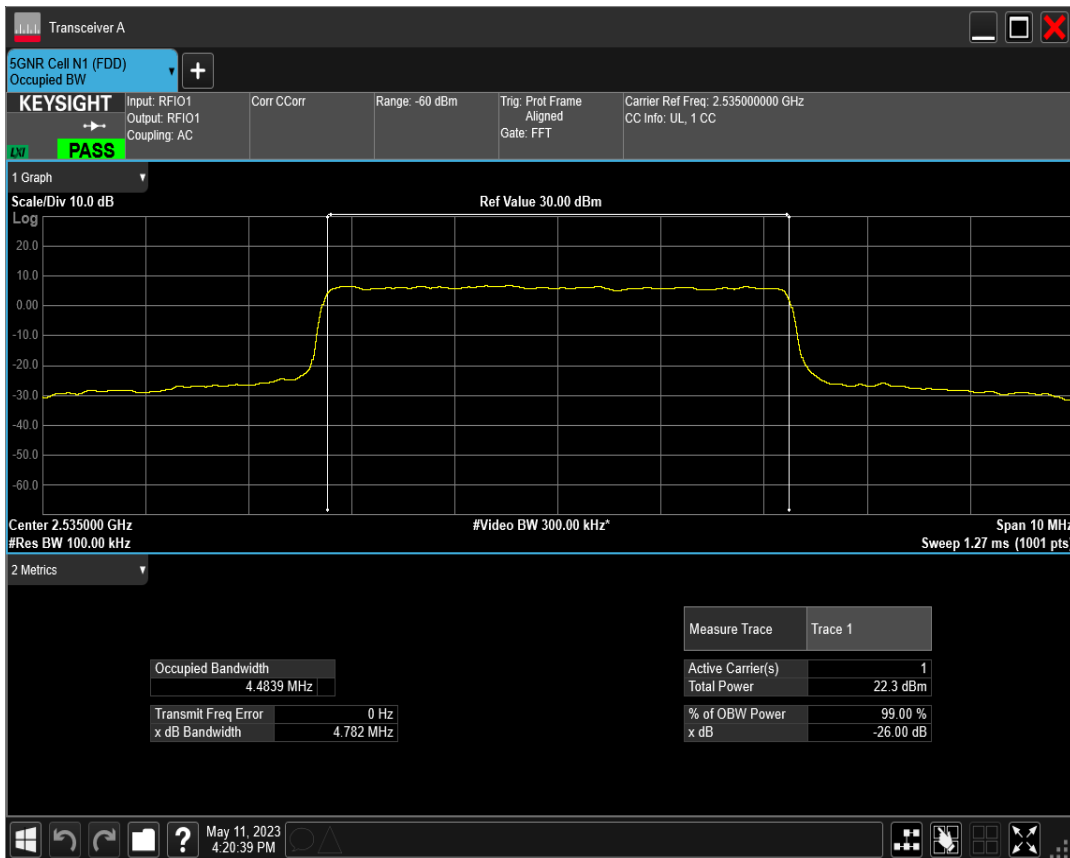 Transceiver A
5GNR Cell N1 (FDD)
Occupied BW
+
KEYSIGHT
LXI
PASS
Input: RFIO1
Output: RFIO1
Coupling: AC
Corr CCorr
Range: -60 dBm
Trig: Prot Frame
Aligned
Gate: FFT
Carrier Ref Freq: 2.535000000 GHz
CC Info: UL, 1 CC
1 Graph
Scale/Div 10.0 dB
Ref Value 30.00 dBm
Log
20.0
10.0
0.00
-10.0
-20.0
-30.0
-40.0
-50.0
-60.0
Center 2.535000 GHz
#Video BW 300.00 kHz*
Span 10 MHz
#Res BW 100.00 kHz
Sweep 1.27 ms (1001 pts)
2 Metrics
Measure Trace Trace 1
Occupied Bandwidth
4.4839 MHz
Active Carrier(s) 1
Total Power 22.3 dBm
Transmit Freq Error 0 Hz
x dB Bandwidth 4.782 MHz
% of OBW Power 99.00 %
x dB -26.00 dB
?
May 11, 2023
4:20:39 PM